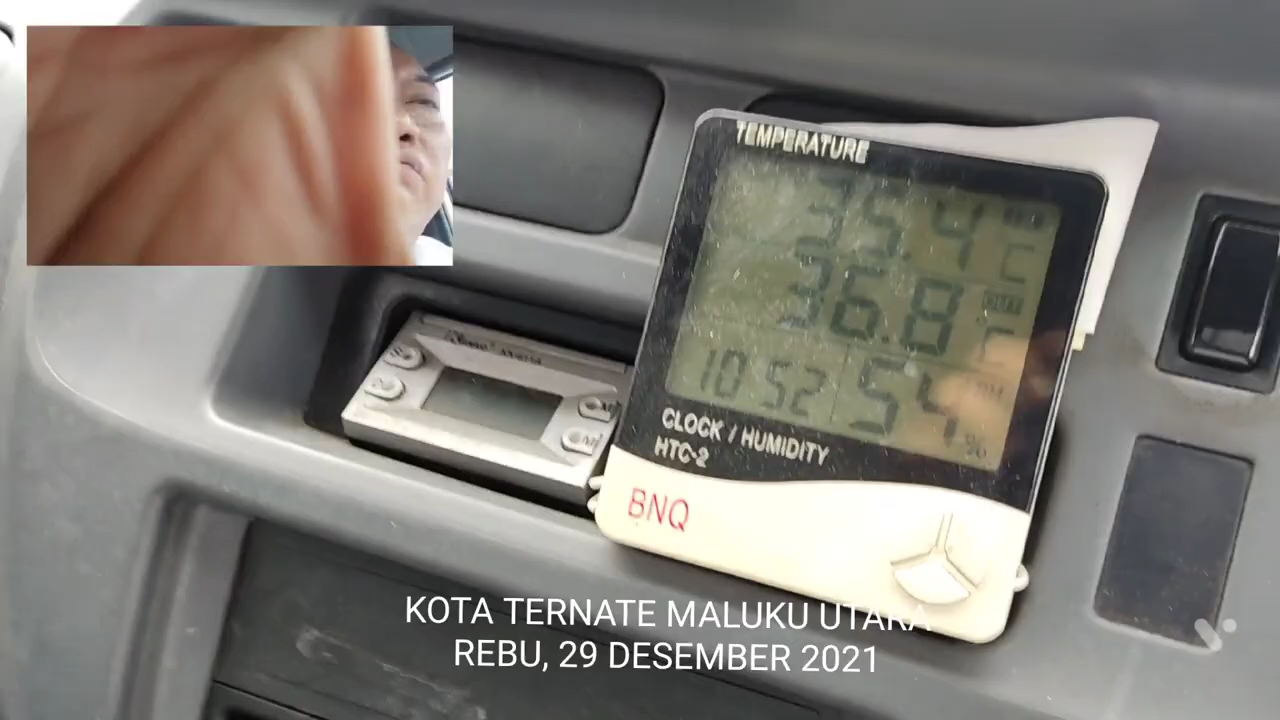 TEMPERATURE
35.4
C
36.8
OUT
10 52
54
%
CLOCK / HUMIDITY
HTC-2
BNQ
KOTA TERNATE MALUKU UTARA
REBU, 29 DESEMBER 2021